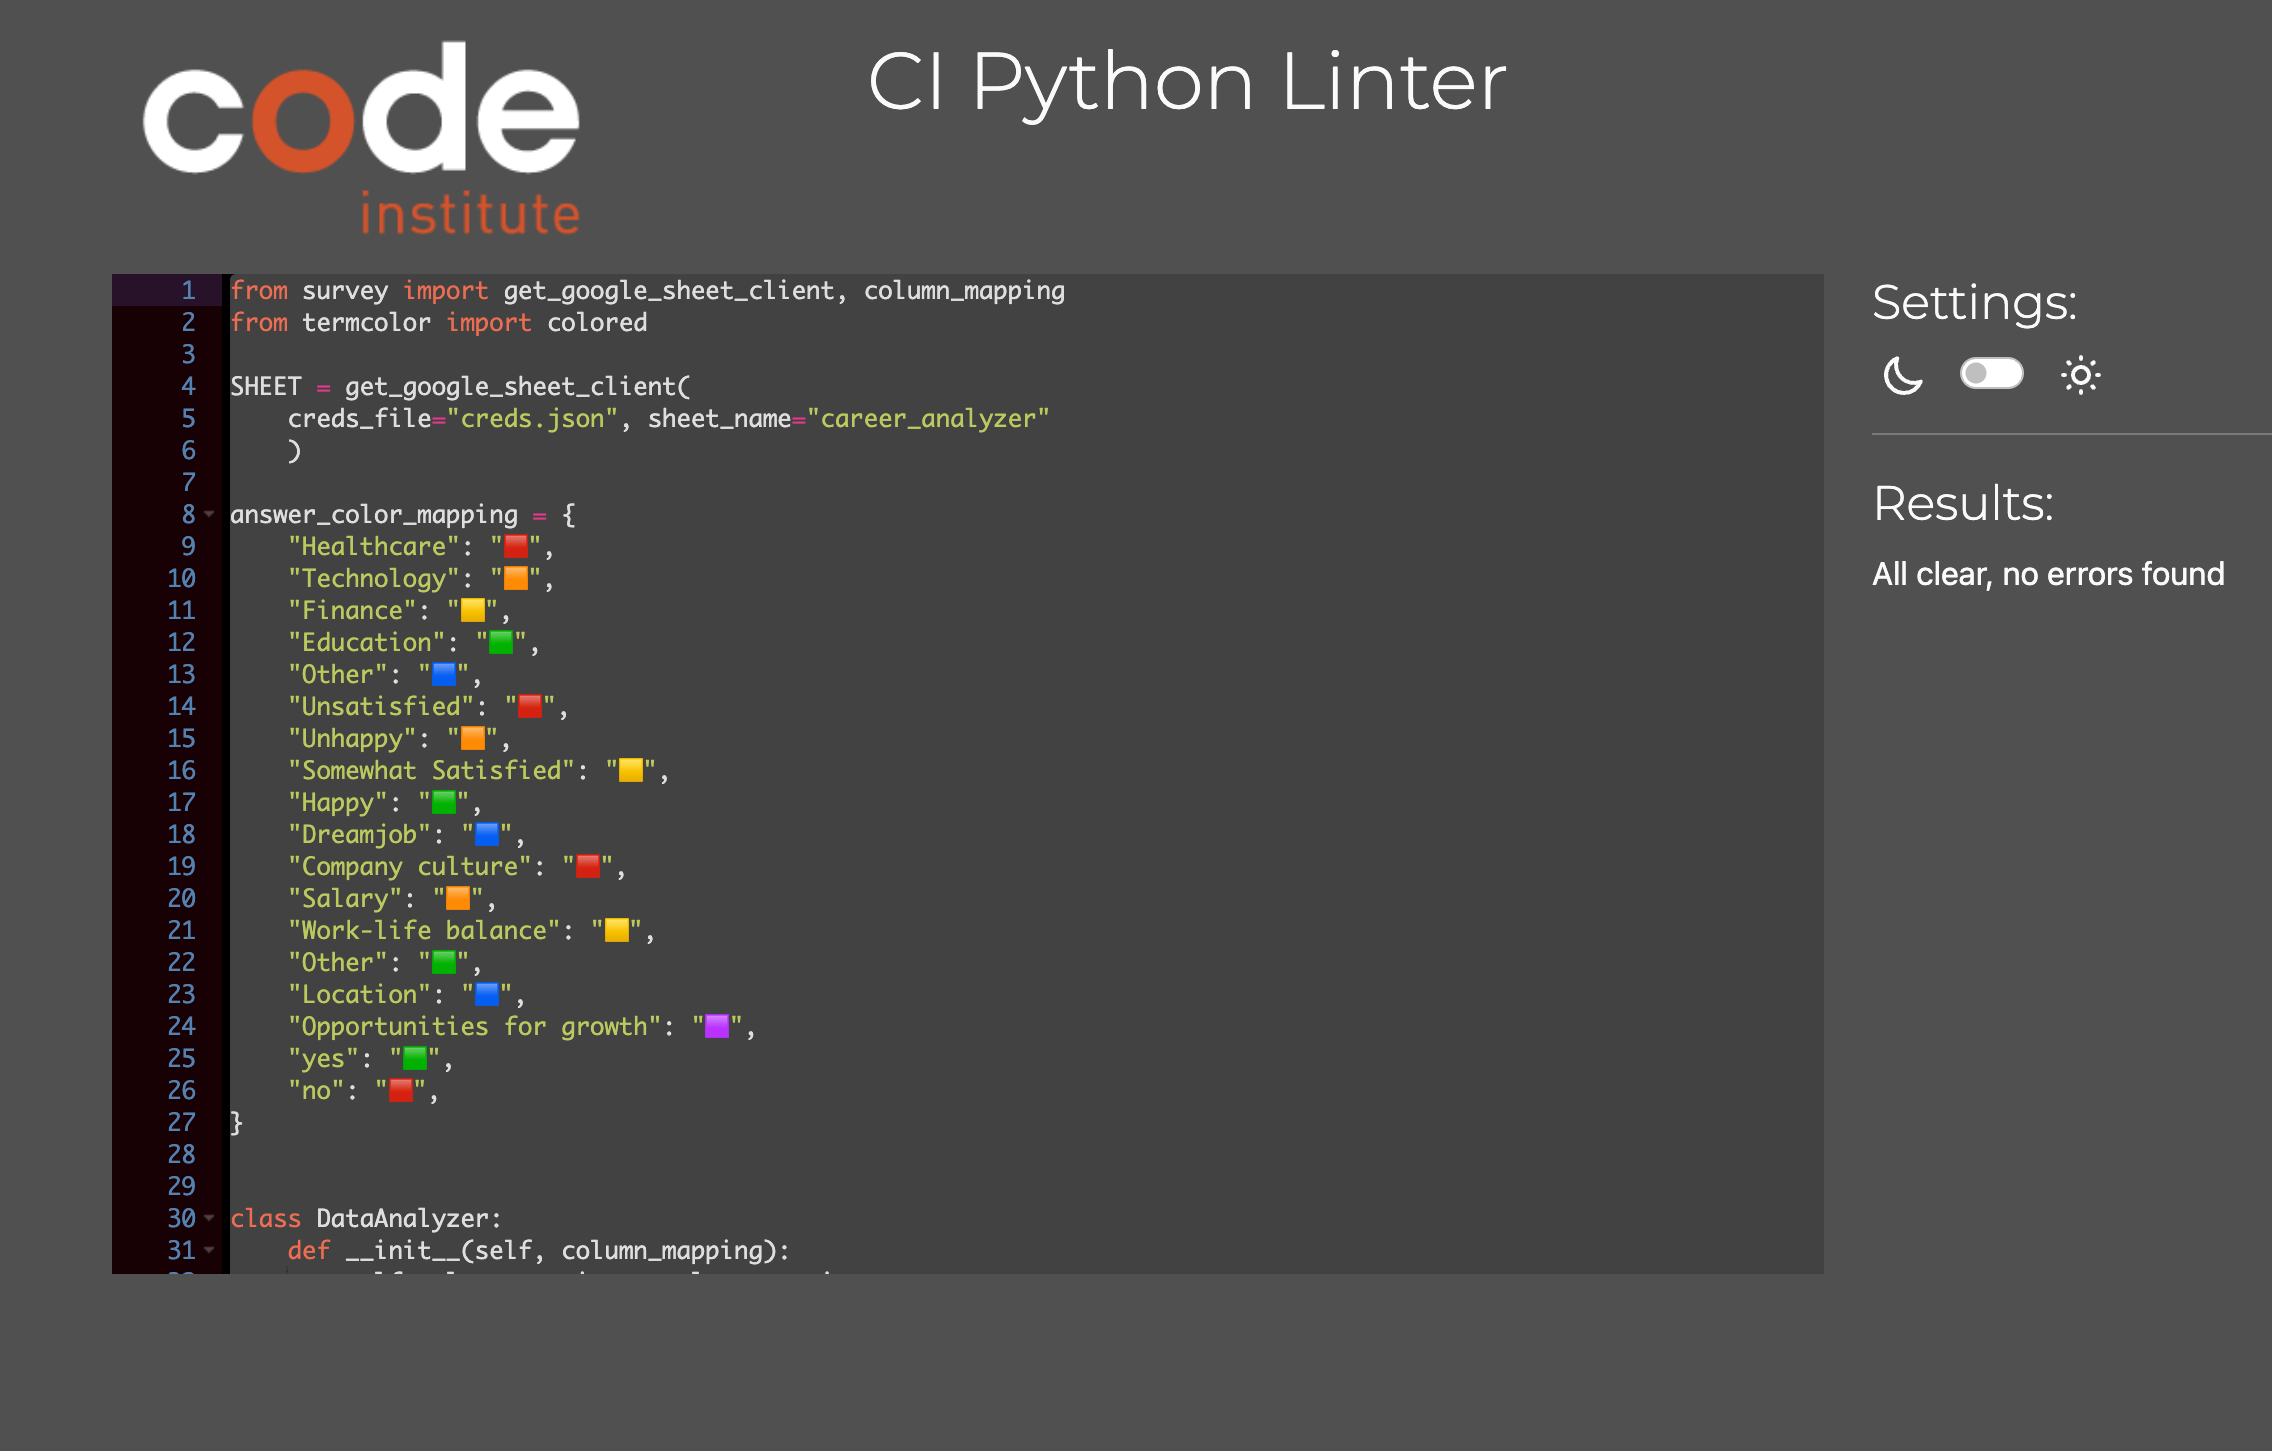 code
institute
CI Python Linter
1 from survey import get_google_sheet_client, column_mapping
2 from termcolor import colored
3
4 SHEET = get_google_sheet_client(
5     creds_file="creds.json", sheet_name="career_analyzer"
6     )
7
8 answer_color_mapping = {
9     "Healthcare": "🟥",
10     "Technology": "🟧",
11     "Finance": "🟨",
12     "Education": "🟩",
13     "Other": "🟦",
14     "Unsatisfied": "🟥",
15     "Unhappy": "🟧",
16     "Somewhat Satisfied": "🟨",
17     "Happy": "🟩",
18     "Dreamjob": "🟦",
19     "Company culture": "🟥",
20     "Salary": "🟧",
21     "Work-life balance": "🟨",
22     "Other": "🟩",
23     "Location": "🟦",
24     "Opportunities for growth": "🟪",
25     "yes": "🟩",
26     "no": "🟥",
27 }
28
29
30 class DataAnalyzer:
31     def __init__(self, column_mapping):
Settings:
Results:
All clear, no errors found